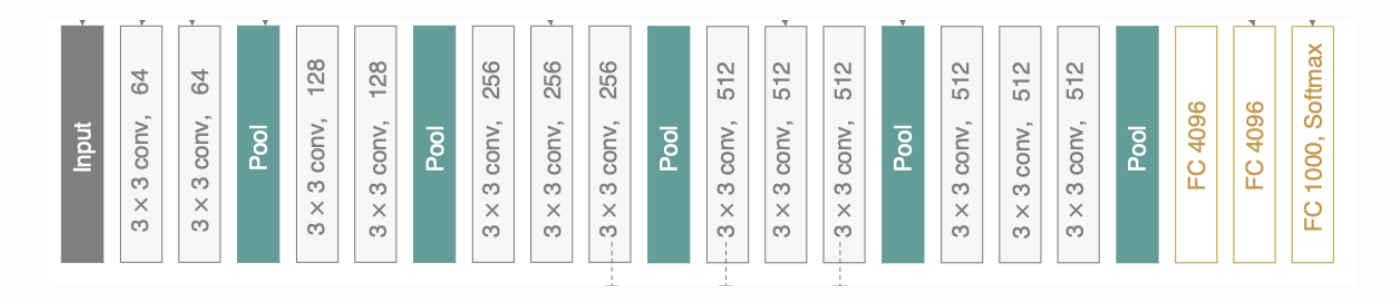 Input
3 × 3 conv, 64
3 × 3 conv, 64
Pool
3 × 3 conv, 128
3 × 3 conv, 128
Pool
3 × 3 conv, 256
3 × 3 conv, 256
3 × 3 conv, 256
Pool
3 × 3 conv, 512
3 × 3 conv, 512
3 × 3 conv, 512
Pool
3 × 3 conv, 512
3 × 3 conv, 512
3 × 3 conv, 512
Pool
FC 4096
FC 4096
FC 1000, Softmax